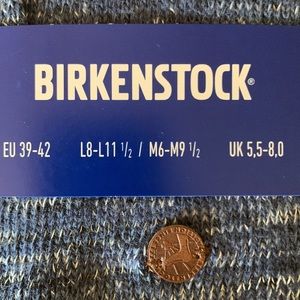 BIRKENSTOCK®
EU 39-42 L8-L11 1/2 / M6-M9 1/2 UK 5,5-8,0